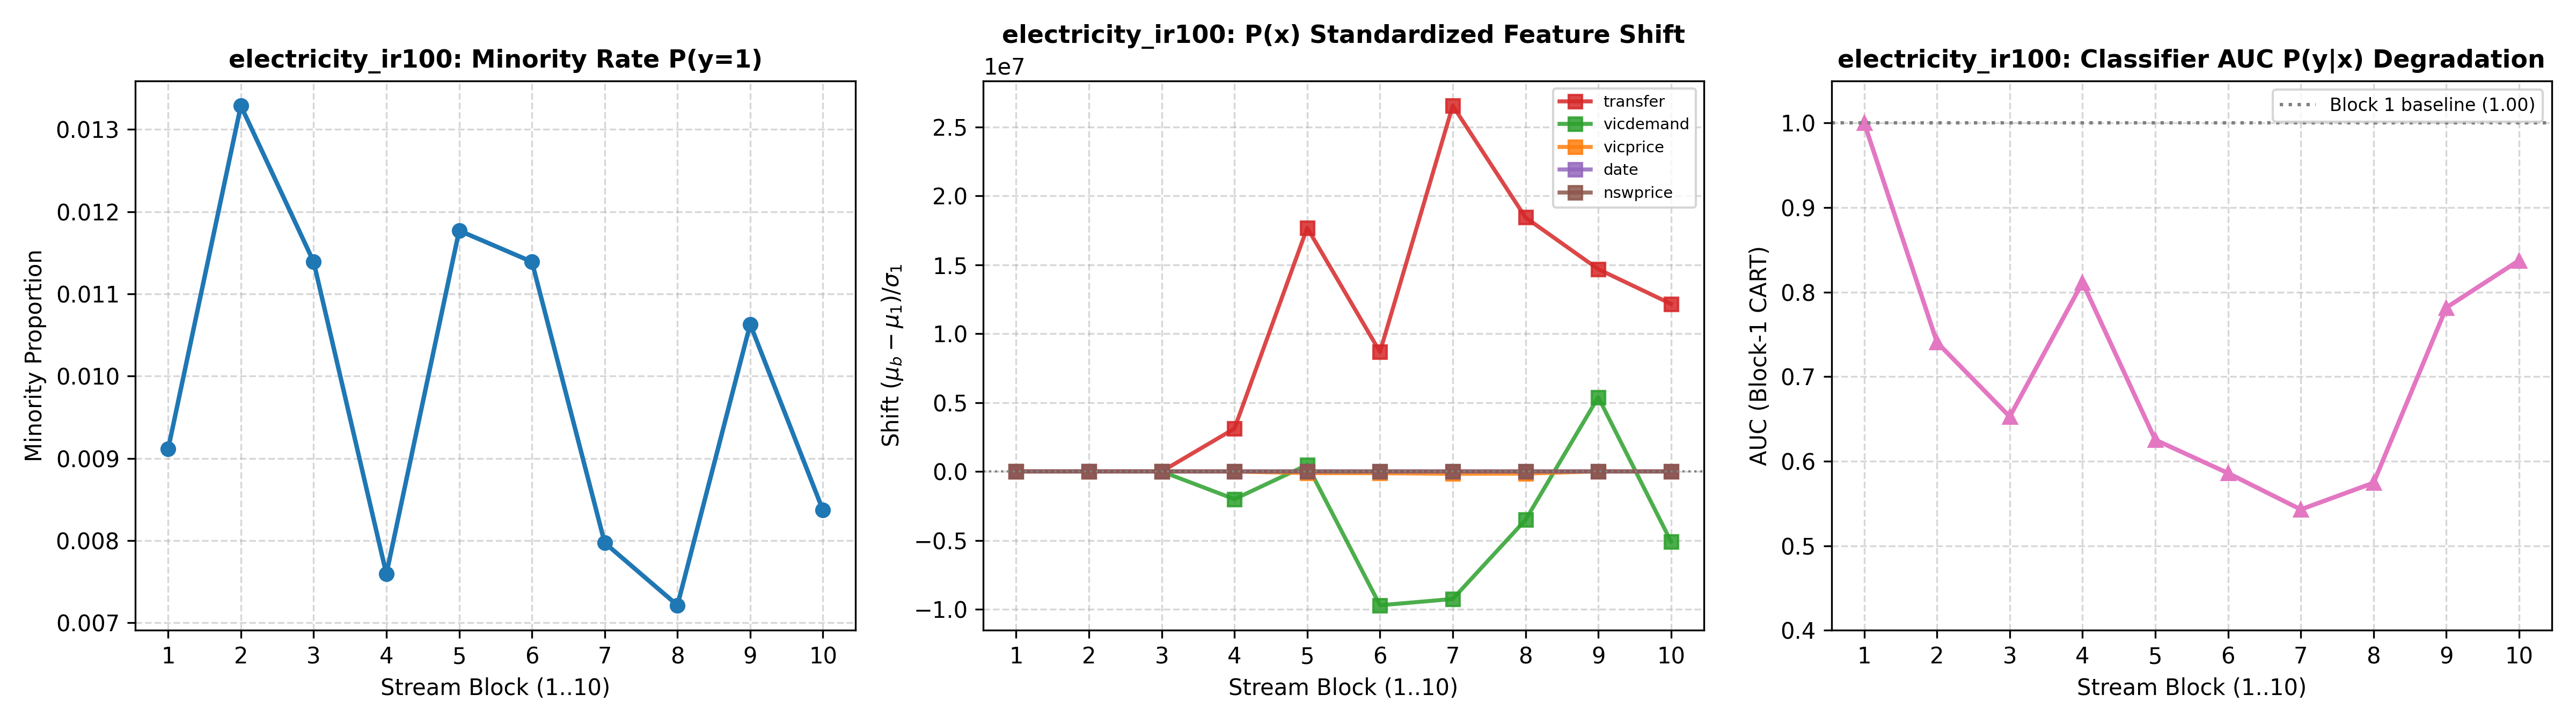 electricity_ir100: Minority Rate P(y=1)
Minority Proportion
0.013
0.012
0.011
0.010
0.009
0.008
0.007
1 2 3 4 5 6 7 8 9 10
Stream Block (1..10)
electricity_ir100: P(x) Standardized Feature Shift
1e7
Shift (μ_b − μ_1)/σ_1
2.5
2.0
1.5
1.0
0.5
0.0
−0.5
−1.0
transfer
vicdemand
vicprice
date
nswprice
1 2 3 4 5 6 7 8 9 10
Stream Block (1..10)
electricity_ir100: Classifier AUC P(y|x) Degradation
AUC (Block-1 CART)
1.0
0.9
0.8
0.7
0.6
0.5
0.4
Block 1 baseline (1.00)
1 2 3 4 5 6 7 8 9 10
Stream Block (1..10)